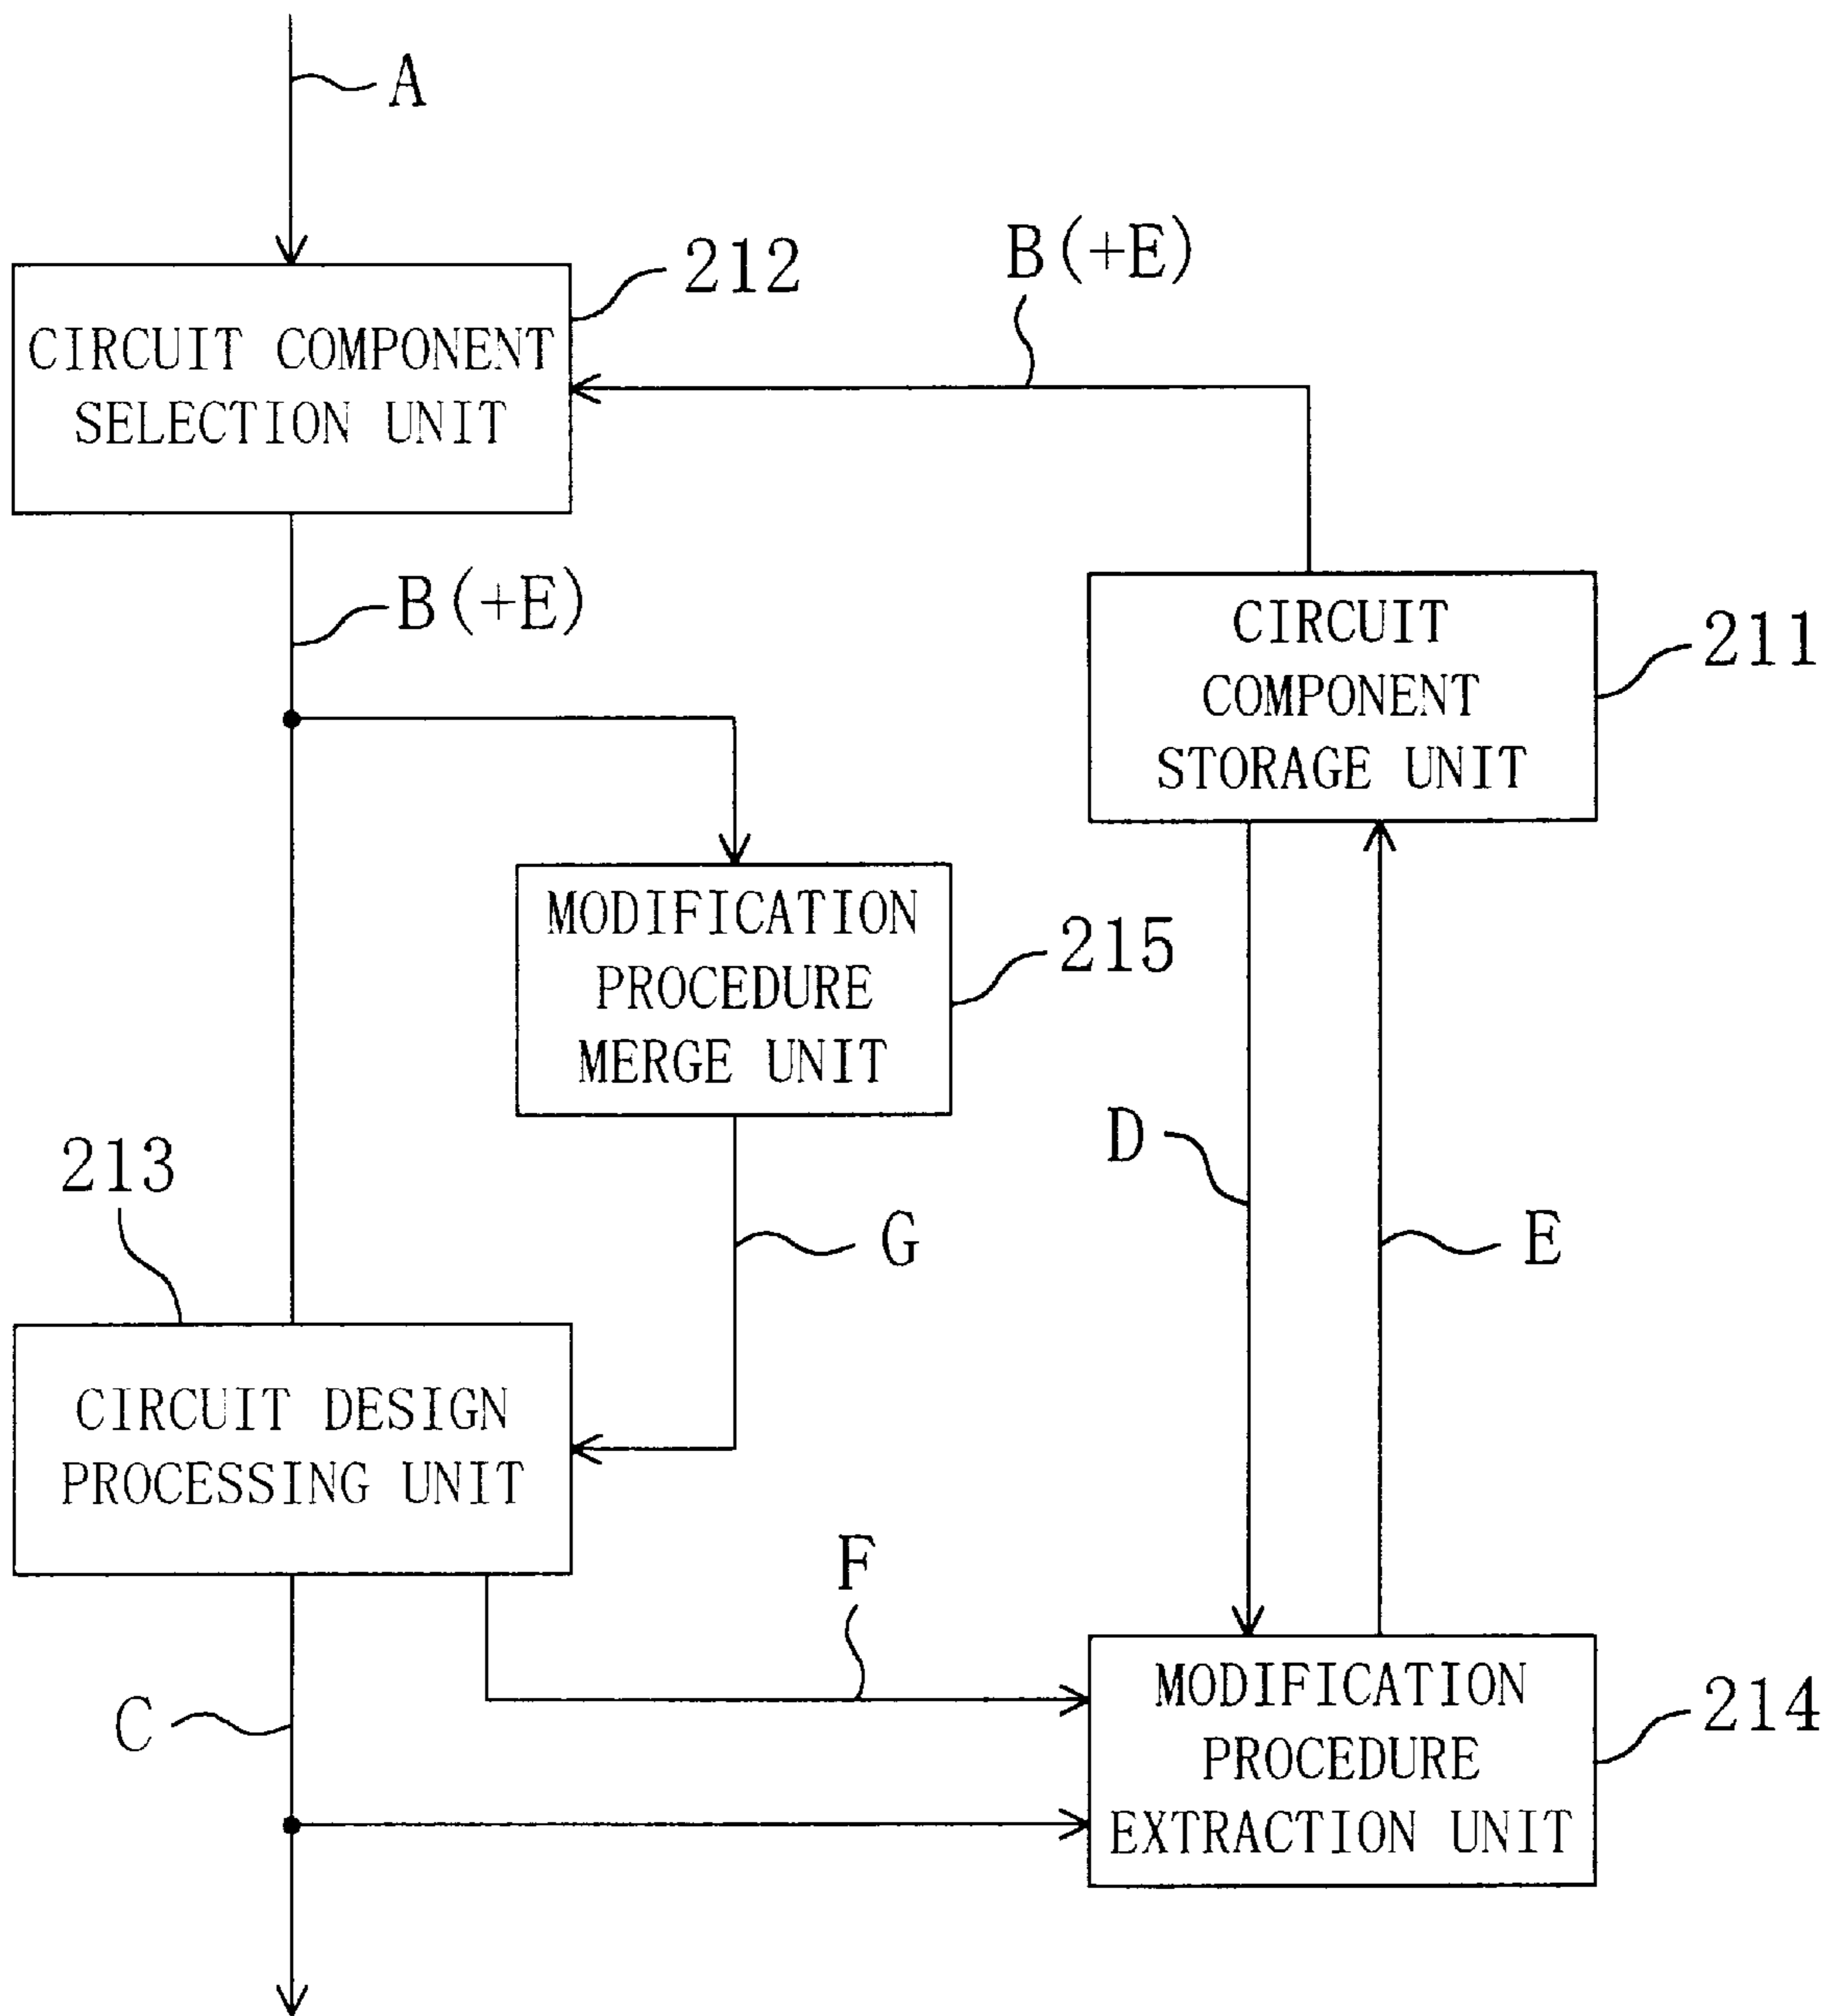 A
212
B(+E)
CIRCUIT COMPONENT
SELECTION UNIT
B(+E)
CIRCUIT
COMPONENT
STORAGE UNIT
211
MODIFICATION
PROCEDURE
MERGE UNIT
215
D
213
G
E
CIRCUIT DESIGN
PROCESSING UNIT
F
C
MODIFICATION
PROCEDURE
EXTRACTION UNIT
214